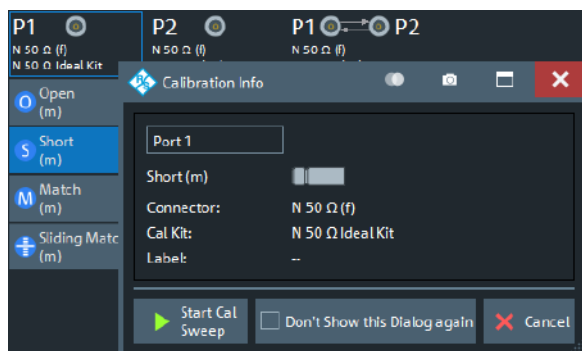 P1
P2
P1 P2
N 50 Ω (f)
N 50 Ω (f)
N 50 Ω (f)
N 50 Ω Ideal Kit
Calibration Info
O Open
(m)
S Short
(m)
M Match
(m)
Sliding Matc
(m)
Port 1
Short (m)
Connector: N 50 Ω (f)
Cal Kit: N 50 Ω Ideal Kit
Label: --
Start Cal
Sweep
Don't Show this Dialog again
Cancel